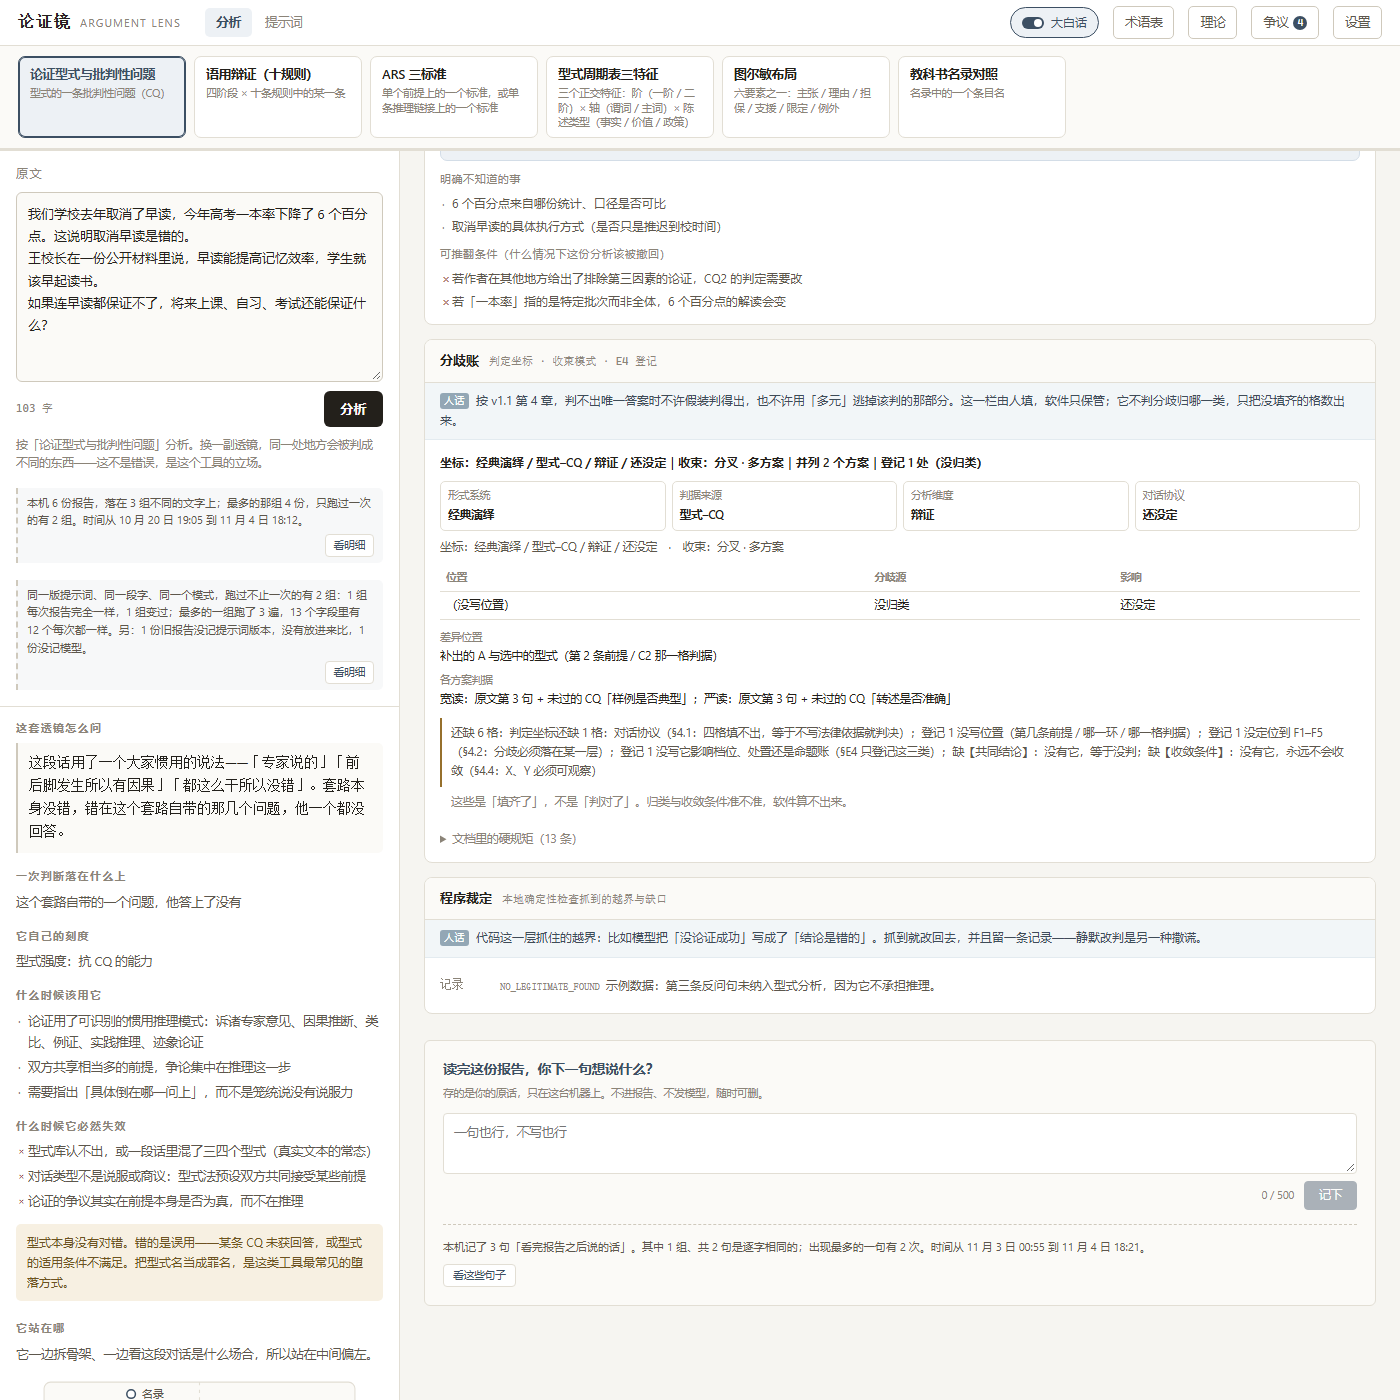 论证镜 ARGUMENT LENS 分析 提示词 大白话 术语表 理论 争议 4 设置
论证型式与批判性问题
型式的一条批判性问题（CQ）
语用辩证（十规则）
四阶段 × 十条规则中的某一条
ARS 三标准
单个前提上的一个标准，或单
条推理链接上的一个标准
型式周期表三特征
三个正交特征：阶（一阶 / 二
阶）× 轴（谓词 / 主词）× 陈
述类型（事实 / 价值 / 政策）
图尔敏布局
六要素之一：主张 / 理由 / 担
保 / 支援 / 限定 / 例外
教科书名录对照
名录中的一个条目名
原文
我们学校去年取消了早读，今年高考一本率下降了 6 个百分
点。这说明取消早读是错的。
王校长在一份公开材料里说，早读能提高记忆效率，学生就
该早起读书。
如果连早读都保证不了，将来上课、自习、考试还能保证什
么？
103 字
分析
按「论证型式与批判性问题」分析。换一副透镜，同一处地方会被判成
不同的东西——这不是错误，是这个工具的立场。
本机 6 份报告，落在 3 组不同的文字上；最多的那组 4 份，只跑过一次
的有 2 组。时间从 10 月 20 日 19:05 到 11 月 4 日 18:12。
看明细
同一版提示词、同一段字、同一个模式，跑过不止一次的有 2 组：1 组
每次报告完全一样，1 组变过；最多的一组跑了 3 遍，13 个字段里有
12 个每次都一样。另：1 份旧报告没记提示词版本，没有放进来比，1
份没记模型。
看明细
这套透镜怎么问
这段话用了一个大家惯用的说法——「专家说的」「前
后脚发生所以有因果」「都这么干所以没错」。套路本
身没错，错在这个套路自带的那几个问题，他一个都没
回答。
一次判断落在什么上
这个套路自带的一个问题，他答上了没有
它自己的刻度
型式强度：抗 CQ 的能力
什么时候该用它
· 论证用了可识别的惯用推理模式：诉诸专家意见、因果推断、类
比、例证、实践推理、迹象论证
· 双方共享相当多的前提，争论集中在推理这一步
· 需要指出「具体倒在哪一问上」，而不是笼统说没有说服力
什么时候它必然失效
× 型式库认不出，或一段话里混了三四个型式（真实文本的常态）
× 对话类型不是说服或商议：型式法预设双方共同接受某些前提
× 论证的争议其实在前提本身是否为真，而不在推理
型式本身没有对错。错的是误用——某条 CQ 未获回答，或型式
的适用条件不满足。把型式名当成罪名，是这类工具最常见的堕
落方式。
它站在哪
它一边拆骨架、一边看这段对话是什么场合，所以站在中间偏左。
名录
明确不知道的事
· 6 个百分点来自哪份统计、口径是否可比
· 取消早读的具体执行方式（是否只是推迟到校时间）
可推翻条件（什么情况下这份分析该被撤回）
× 若作者在其他地方给出了排除第三因素的论证，CQ2 的判定需要改
× 若「一本率」指的是特定批次而非全体，6 个百分点的解读会变
分歧账 判定坐标 · 收束模式 · E4 登记
人话 按 v1.1 第 4 章，判不出唯一答案时不许假装判得出，也不许用「多元」逃掉该判的那部分。这一栏由人填，软件只保管；它不判分歧归哪一类，只把没填齐的格数出
来。
坐标：经典演绎 / 型式–CQ / 辩证 / 还没定 | 收束：分叉 · 多方案 | 并列 2 个方案 | 登记 1 处（没归类）
形式系统
经典演绎
判据来源
型式–CQ
分析维度
辩证
对话协议
还没定
坐标：经典演绎 / 型式–CQ / 辩证 / 还没定 · 收束：分叉 · 多方案
位置 分歧源 影响
（没写位置） 没归类 还没定
差异位置
补出的 A 与选中的型式（第 2 条前提 / C2 那一格判据）
各方案判据
宽读：原文第 3 句 + 未过的 CQ「样例是否典型」；严读：原文第 3 句 + 未过的 CQ「转述是否准确」
还缺 6 格：判定坐标还缺 1 格：对话协议（§4.1：四格填不出，等于不写法律依据就判决）；登记 1 没写位置（第几条前提 / 哪一环 / 哪一格判据）；登记 1 没定位到 F1–F5
（§4.2：分歧必须落在某一层）；登记 1 没写它影响档位、处置还是命题账（§E4 只登记这三类）；缺【共同结论】：没有它，等于没判；缺【收敛条件】：没有它，永远不会收
敛（§4.4：X、Y 必须可观察）
这些是「填齐了」，不是「判对了」。归类与收敛条件准不准，软件算不出来。
▶ 文档里的硬规矩（13 条）
程序裁定 本地确定性检查抓到的越界与缺口
人话 代码这一层抓住的越界：比如模型把「没论证成功」写成了「结论是错的」。抓到就改回去，并且留一条记录——静默改判是另一种撒谎。
记录 NO_LEGITIMATE_FOUND 示例数据：第三条反问句未纳入型式分析，因为它不承担推理。
读完这份报告，你下一句想说什么？
存的是你的原话，只在这台机器上。不进报告、不发模型，随时可删。
一句也行，不写也行
0 / 500 记下
本机记了 3 句「看完报告之后说的话」。其中 1 组、共 2 句是逐字相同的；出现最多的一句有 2 次。时间从 11 月 3 日 00:55 到 11 月 4 日 18:21。
看这些句子